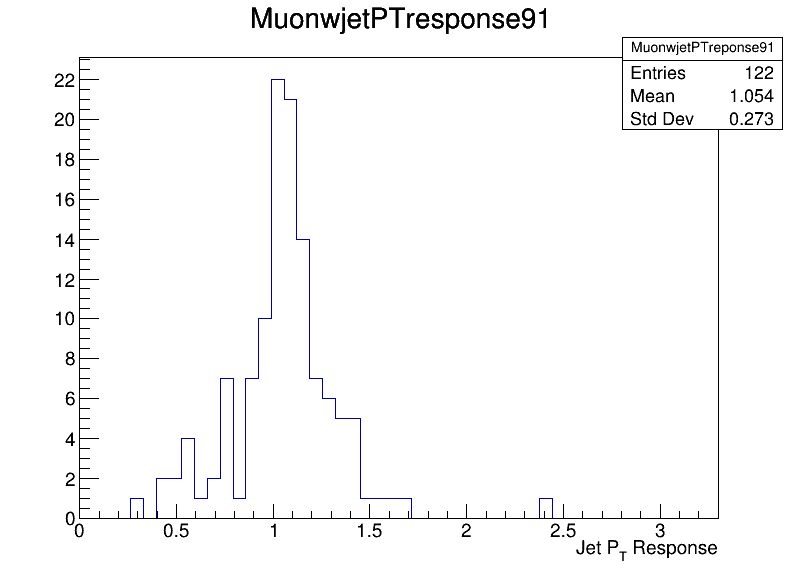 MuonwjetPTresponse91
MuonwjetPTreponse91
Entries 122
Mean 1.054
Std Dev 0.273
22
20
18
16
14
12
10
8
6
4
2
0
0 0.5 1 1.5 2 2.5 3
Jet PT Response